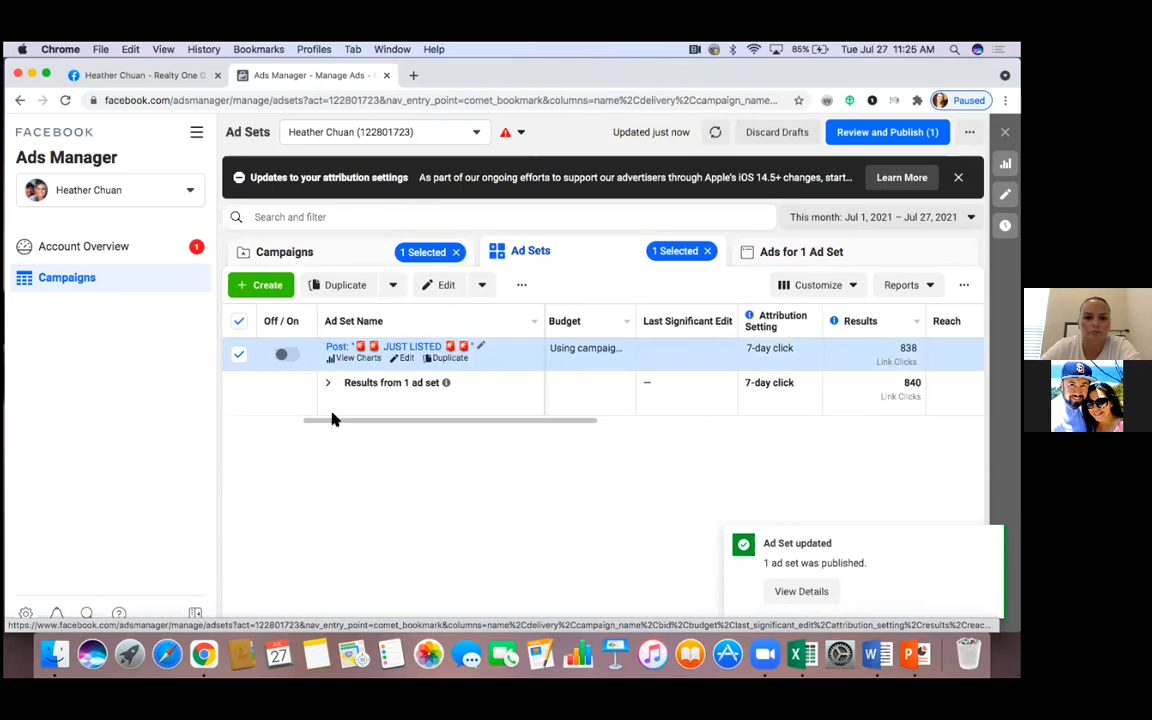 Chrome File Edit View History Bookmarks Profiles Tab Window Help 85% Tue Jul 27 11:25 AM
Heather Chuan - Realty One G × Ads Manager - Manage Ads - × +
facebook.com/adsmanager/manage/adsets?act=122801723&nav_entry_point=comet_bookmark&columns=name%2Cdelivery%2Ccampaign_name... Paused
FACEBOOK
Ads Manager
Heather Chuan
Account Overview 1
Campaigns
Ad Sets Heather Chuan (122801723) Updated just now Discard Drafts Review and Publish (1) ...
Updates to your attribution settings As part of our ongoing efforts to support our advertisers through Apple's iOS 14.5+ changes, start... Learn More
Search and filter This month: Jul 1, 2021 – Jul 27, 2021
Campaigns 1 Selected × Ad Sets 1 Selected × Ads for 1 Ad Set
+ Create Duplicate Edit ... Customize Reports ...
Off / On Ad Set Name Budget Last Significant Edit Attribution Setting Results Reach
Post: "🚨🚨 JUST LISTED 🚨🚨" Using campaig... 7-day click 838
View Charts Edit Duplicate Link Clicks
Results from 1 ad set — 7-day click 840
Link Clicks
Ad Set updated
1 ad set was published.
View Details
https://www.facebook.com/adsmanager/manage/adsets?act=122801723&nav_entry_point=comet_bookmark&columns=name%2Cdelivery%2Ccampaign_name%2Cbid%2Cbudget%2Clast_significant_edit%2Cattribution_setting%2Cresults%2Creac...
JUL
27